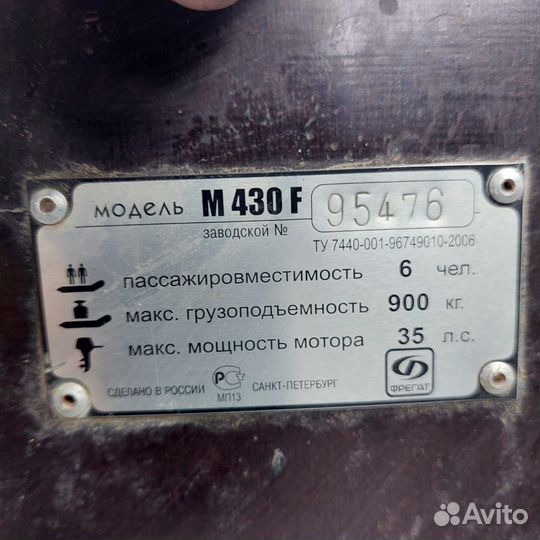 модель М 430 F 95476
заводской №
ТУ 7440-001-96749010-2006
пассажировместимость 6 чел.
макс. грузоподъемность 900 кг.
макс. мощность мотора 35 л.с.
СДЕЛАНО В РОССИИ РСТ МП13 САНКТ-ПЕТЕРБУРГ ФРЕГАТ
Avito